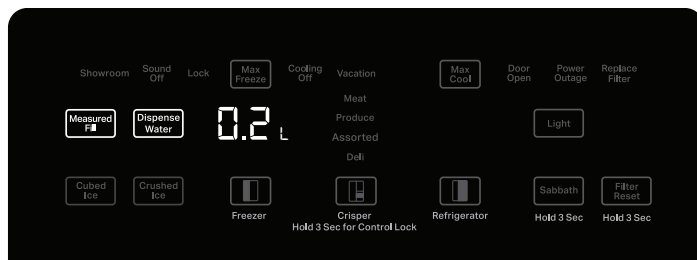 Showroom
Sound
Off
Lock
Max
Freeze
Cooling
Off
Vacation
Max
Cool
Door
Open
Power
Outage
Replace
Filter
Meat
Measured
Fill
Dispense
Water
0.2 L
Produce
Light
Assorted
Deli
Cubed
Ice
Crushed
Ice
Sabbath
Filter
Reset
Freezer
Crisper
Refrigerator
Hold 3 Sec
Hold 3 Sec
Hold 3 Sec for Control Lock